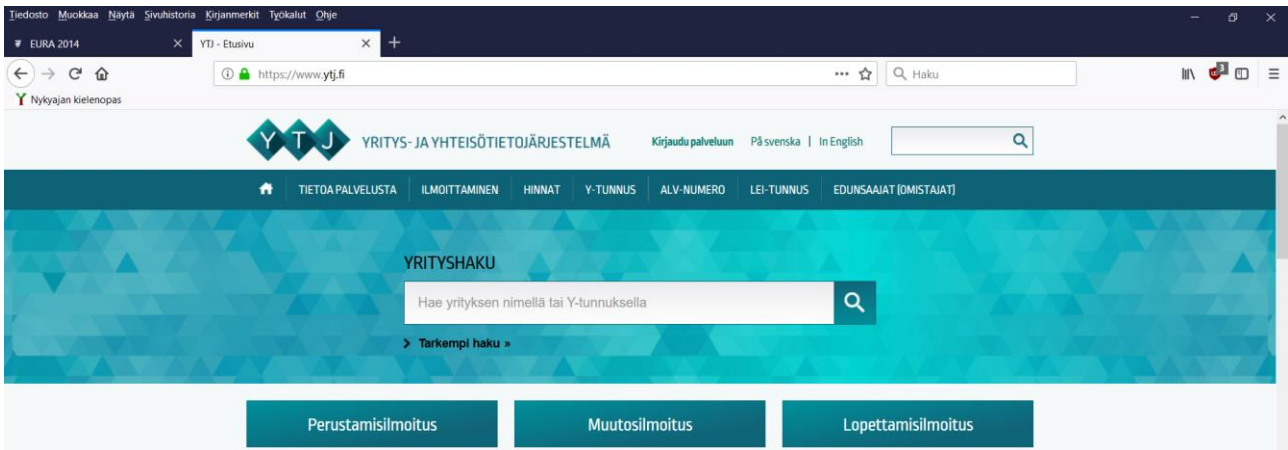 Tiedosto Muokkaa Näytä Sivuhistoria Kirjanmerkit Työkalut Ohje
EURA 2014
YTJ - Etusivu
https://www.ytj.fi
Haku
3
Nykyajan kielenopas
YTJ YRITYS- JA YHTEISÖTIETOJÄRJESTELMÄ Kirjaudu palveluun På svenska | In English
TIETOA PALVELUSTA ILMOITTAMINEN HINNAT Y-TUNNUS ALV-NUMERO LEI-TUNNUS EDUNSAAJAT (OMISTAJAT)
YRITYSHAKU
Hae yrityksen nimellä tai Y-tunnuksella
Tarkempi haku »
Perustamisilmoitus Muutosilmoitus Lopettamisilmoitus